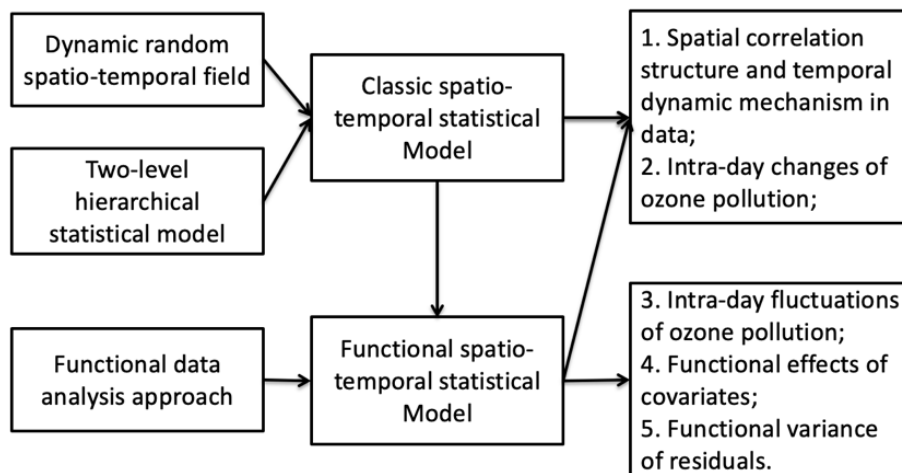 Dynamic random
spatio-temporal field
Two-level
hierarchical
statistical model
Functional data
analysis approach
Classic spatio-
temporal statistical
Model
Functional spatio-
temporal statistical
Model
1. Spatial correlation
structure and temporal
dynamic mechanism in
data;
2. Intra-day changes of
ozone pollution;
3. Intra-day fluctuations
of ozone pollution;
4. Functional effects of
covariates;
5. Functional variance
of residuals.